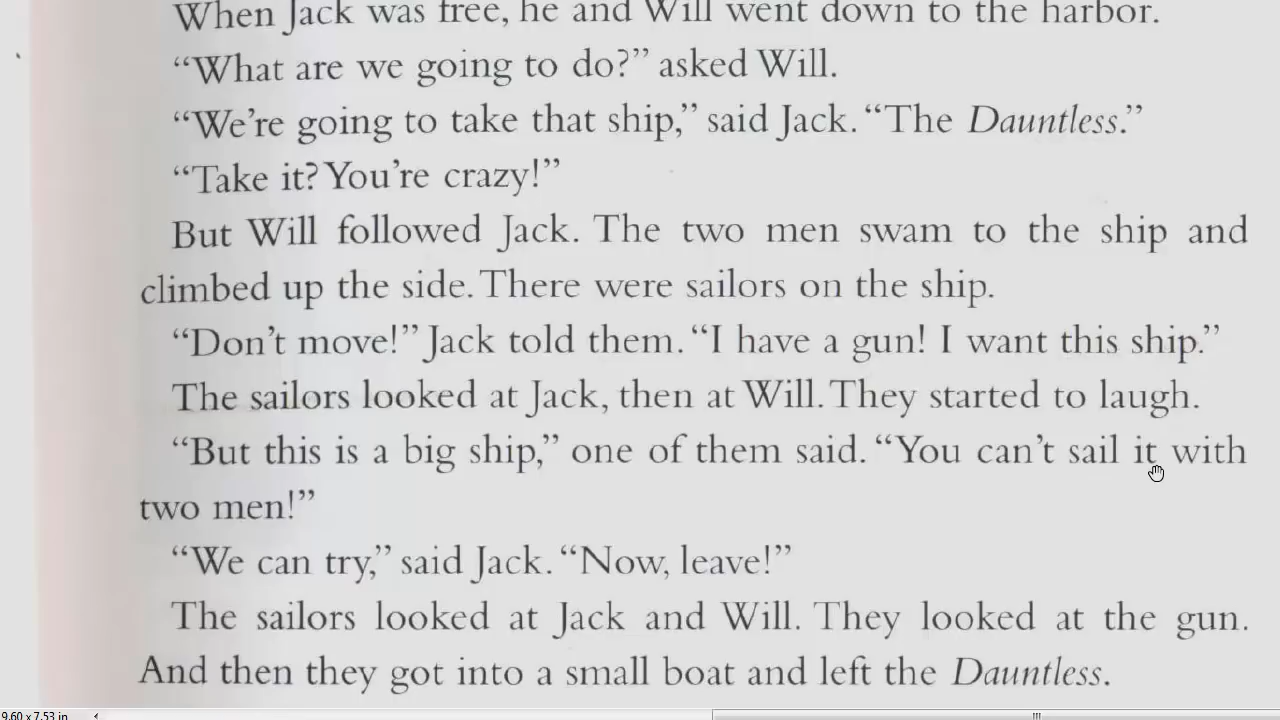 When Jack was free, he and Will went down to the harbor.
“What are we going to do?” asked Will.
“We’re going to take that ship,” said Jack. “The Dauntless.”
“Take it? You’re crazy!”
But Will followed Jack. The two men swam to the ship and
climbed up the side. There were sailors on the ship.
“Don’t move!” Jack told them. “I have a gun! I want this ship.”
The sailors looked at Jack, then at Will. They started to laugh.
“But this is a big ship,” one of them said. “You can’t sail it with
two men!”
“We can try,” said Jack. “Now, leave!”
The sailors looked at Jack and Will. They looked at the gun.
And then they got into a small boat and left the Dauntless.
9.60 x 7.53 in